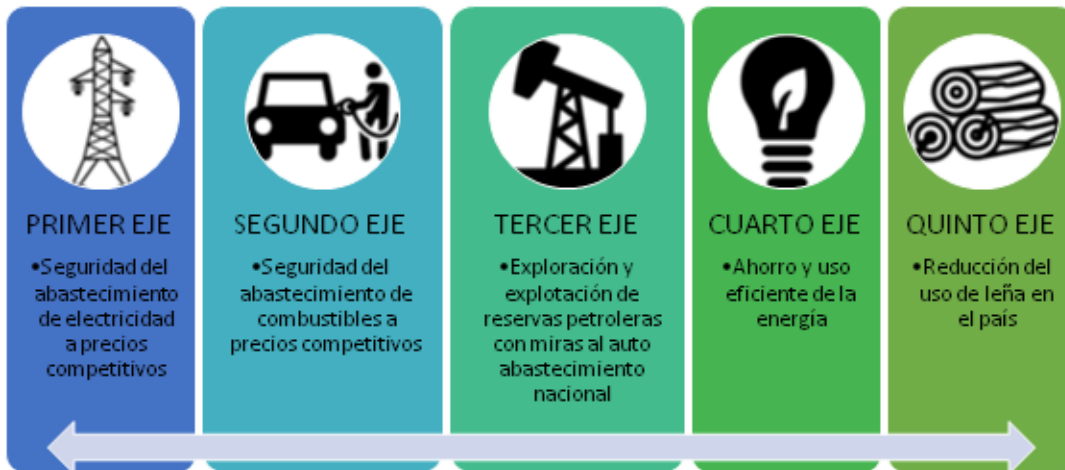 PRIMER EJE
•Seguridad del
abastecimiento
de electricidad
a precios
competitivos
SEGUNDO EJE
•Seguridad del
abastecimiento de
combustibles a
precios competitivos
TERCER EJE
•Exploración y
explotación de
reservas petroleras
con miras al auto
abastecimiento
nacional
CUARTO EJE
•Ahorro y uso
eficiente de la
energía
QUINTO EJE
•Reducción del
uso de leña en
el país